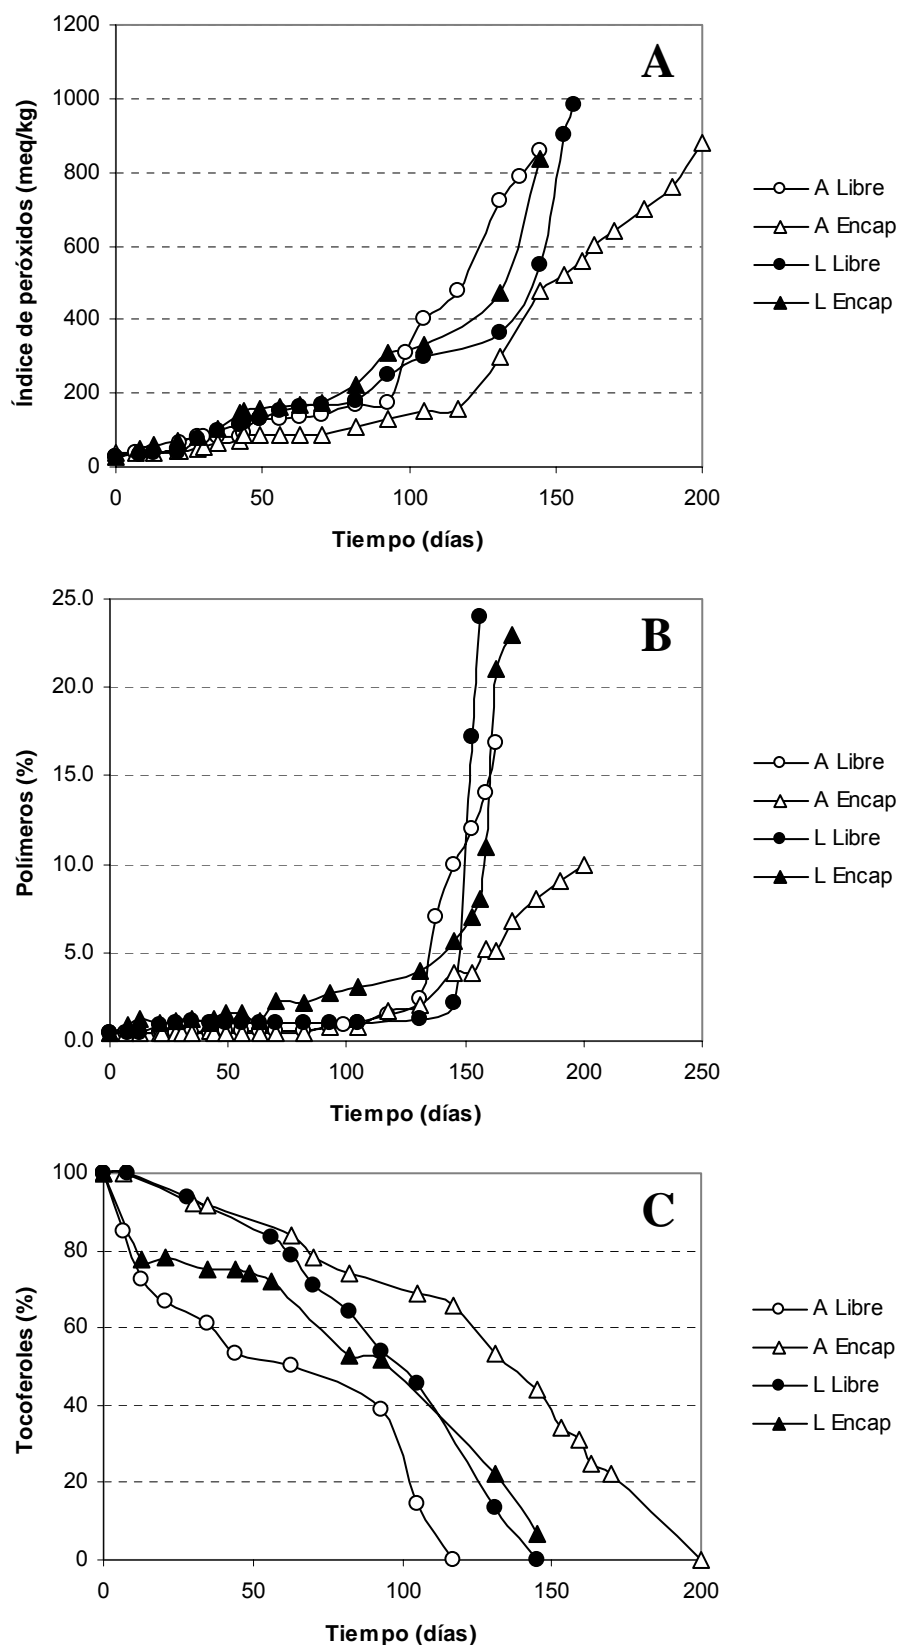 1200
1000
800
600
400
200
0
0 50 100 150 200
Índice de peróxidos (meq/kg)
Tiempo (días)
A
A Libre
A Encap
L Libre
L Encap
25.0
20.0
15.0
10.0
5.0
0.0
0 50 100 150 200 250
Polímeros (%)
Tiempo (días)
B
A Libre
A Encap
L Libre
L Encap
100
80
60
40
20
0
0 50 100 150 200
Tocoferoles (%)
Tiempo (días)
C
A Libre
A Encap
L Libre
L Encap